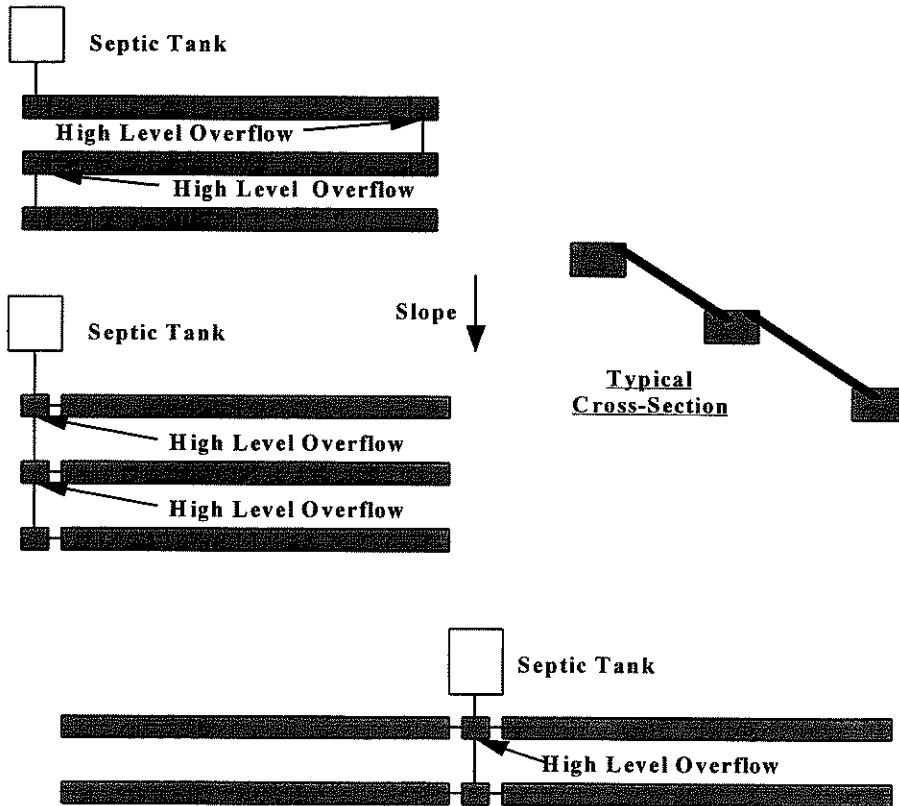 Septic Tank
High Level Overflow
High Level Overflow
Septic Tank
Slope
High Level Overflow
High Level Overflow
Typical
Cross-Section
Septic Tank
High Level Overflow